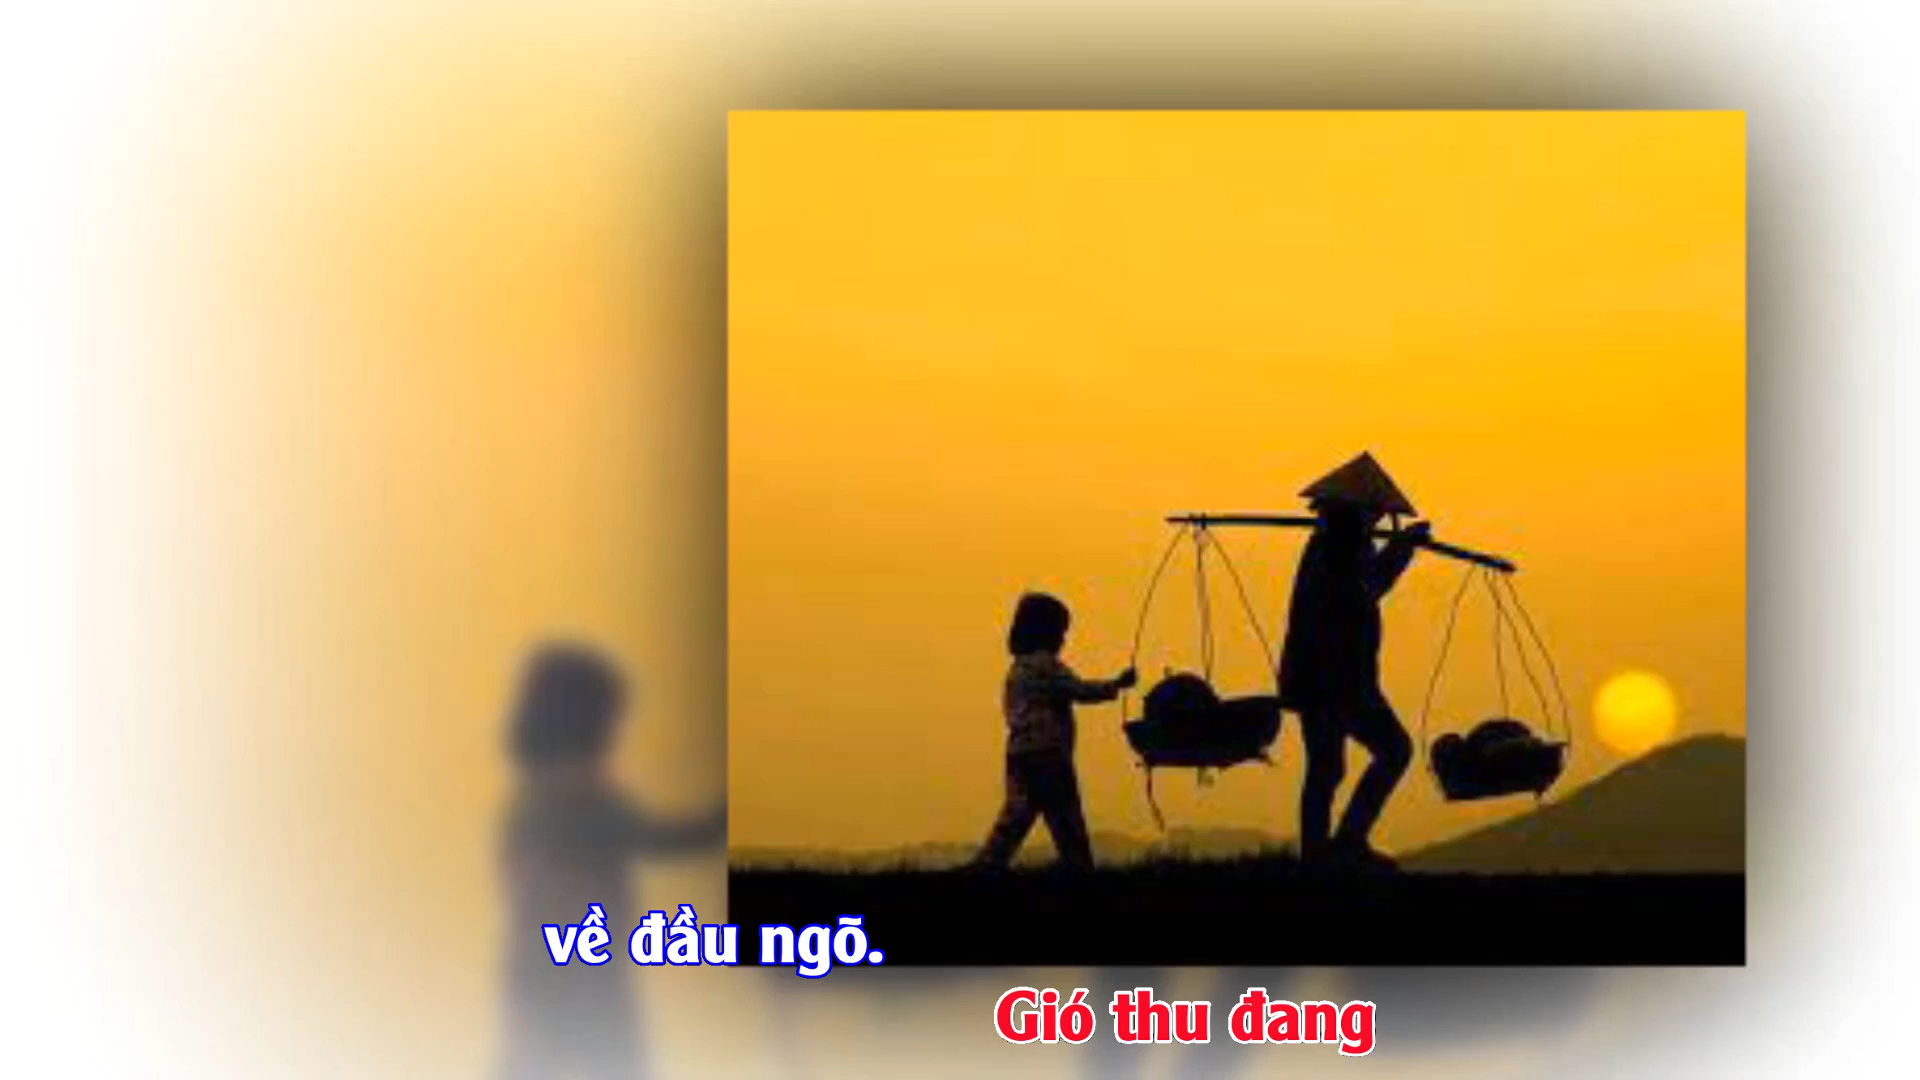 về đầu ngõ.
Gió thu đang